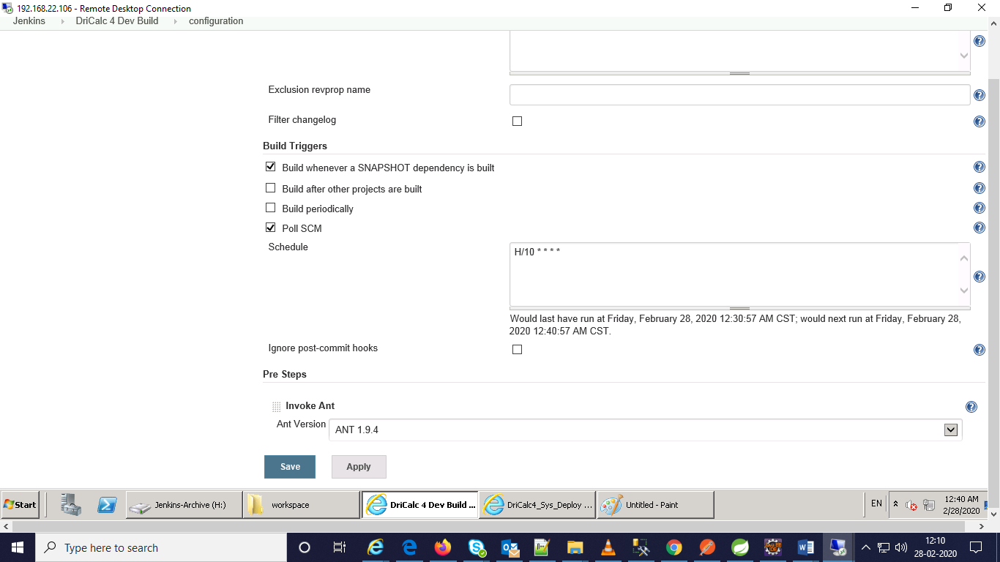 192.168.22.106 - Remote Desktop Connection
Jenkins DriCalc 4 Dev Build configuration
Exclusion revprop name
Filter changelog
Build Triggers
Build whenever a SNAPSHOT dependency is built
Build after other projects are built
Build periodically
Poll SCM
Schedule
H/10 * * * *
Would last have run at Friday, February 28, 2020 12:30:57 AM CST; would next run at Friday, February 28,
2020 12:40:57 AM CST.
Ignore post-commit hooks
Pre Steps
Invoke Ant
Ant Version ANT 1.9.4
Save Apply
Start Jenkins-Archive (H:) workspace DriCalc 4 Dev Build ... DriCalc4_Sys_Deploy ... Untitled - Paint EN 12:40 AM
2/28/2020
Type here to search 12:10
28-02-2020